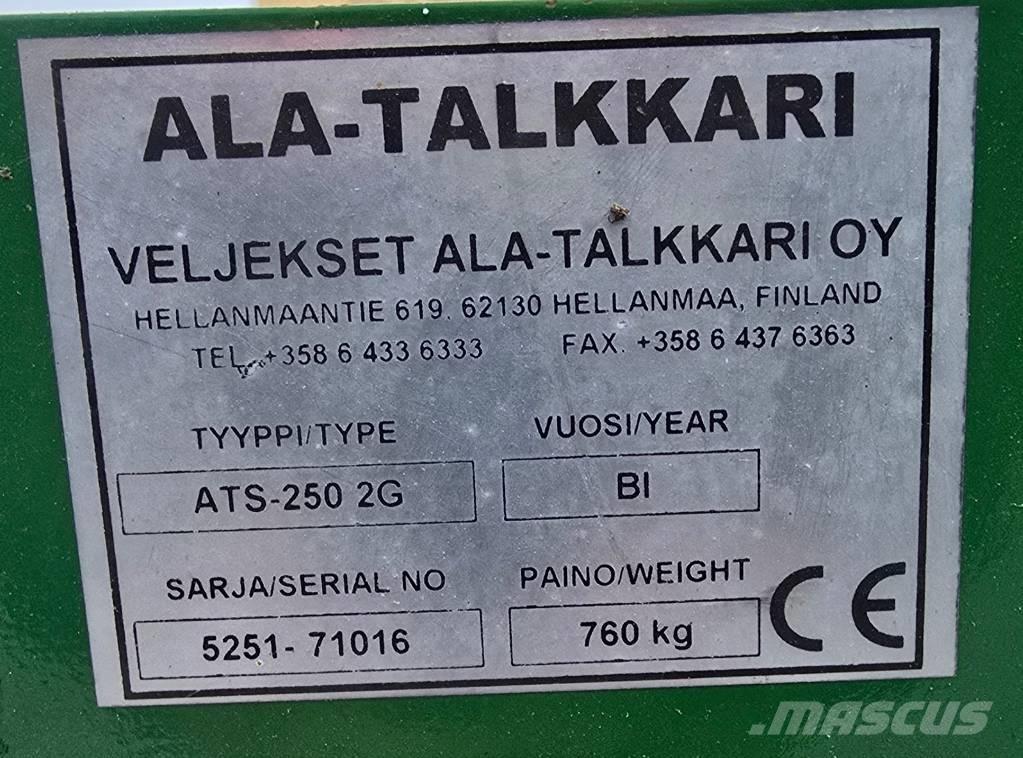 ALA-TALKKARI
VELJEKSET ALA-TALKKARI OY
HELLANMAANTIE 619, 62130 HELLANMAA, FINLAND
TEL. +358 6 433 6333 FAX. +358 6 437 6363
TYYPPI/TYPE VUOSI/YEAR
ATS-250 2G BI
SARJA/SERIAL NO PAINO/WEIGHT
5251- 71016 760 kg CE
.MASCUS